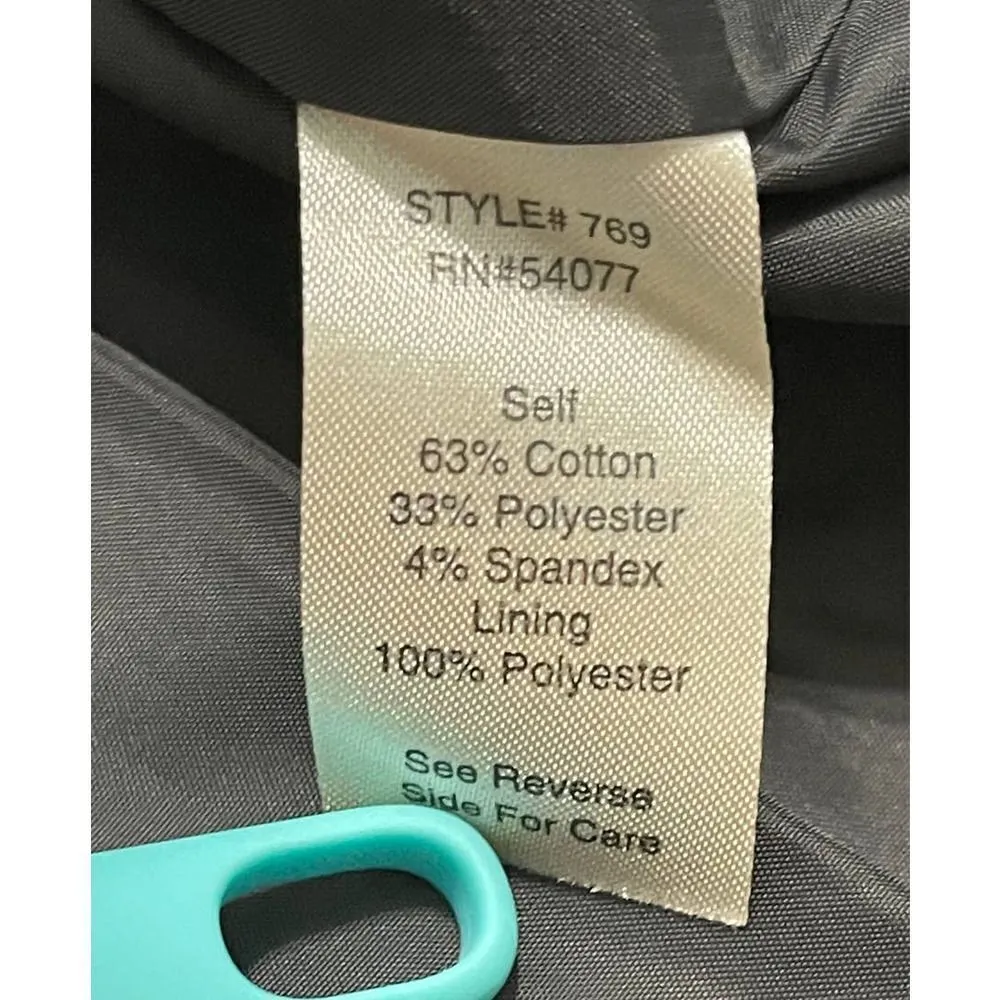 STYLE# 769
RN#54077
Self
63% Cotton
33% Polyester
4% Spandex
Lining
100% Polyester
See Reverse
Side For Care